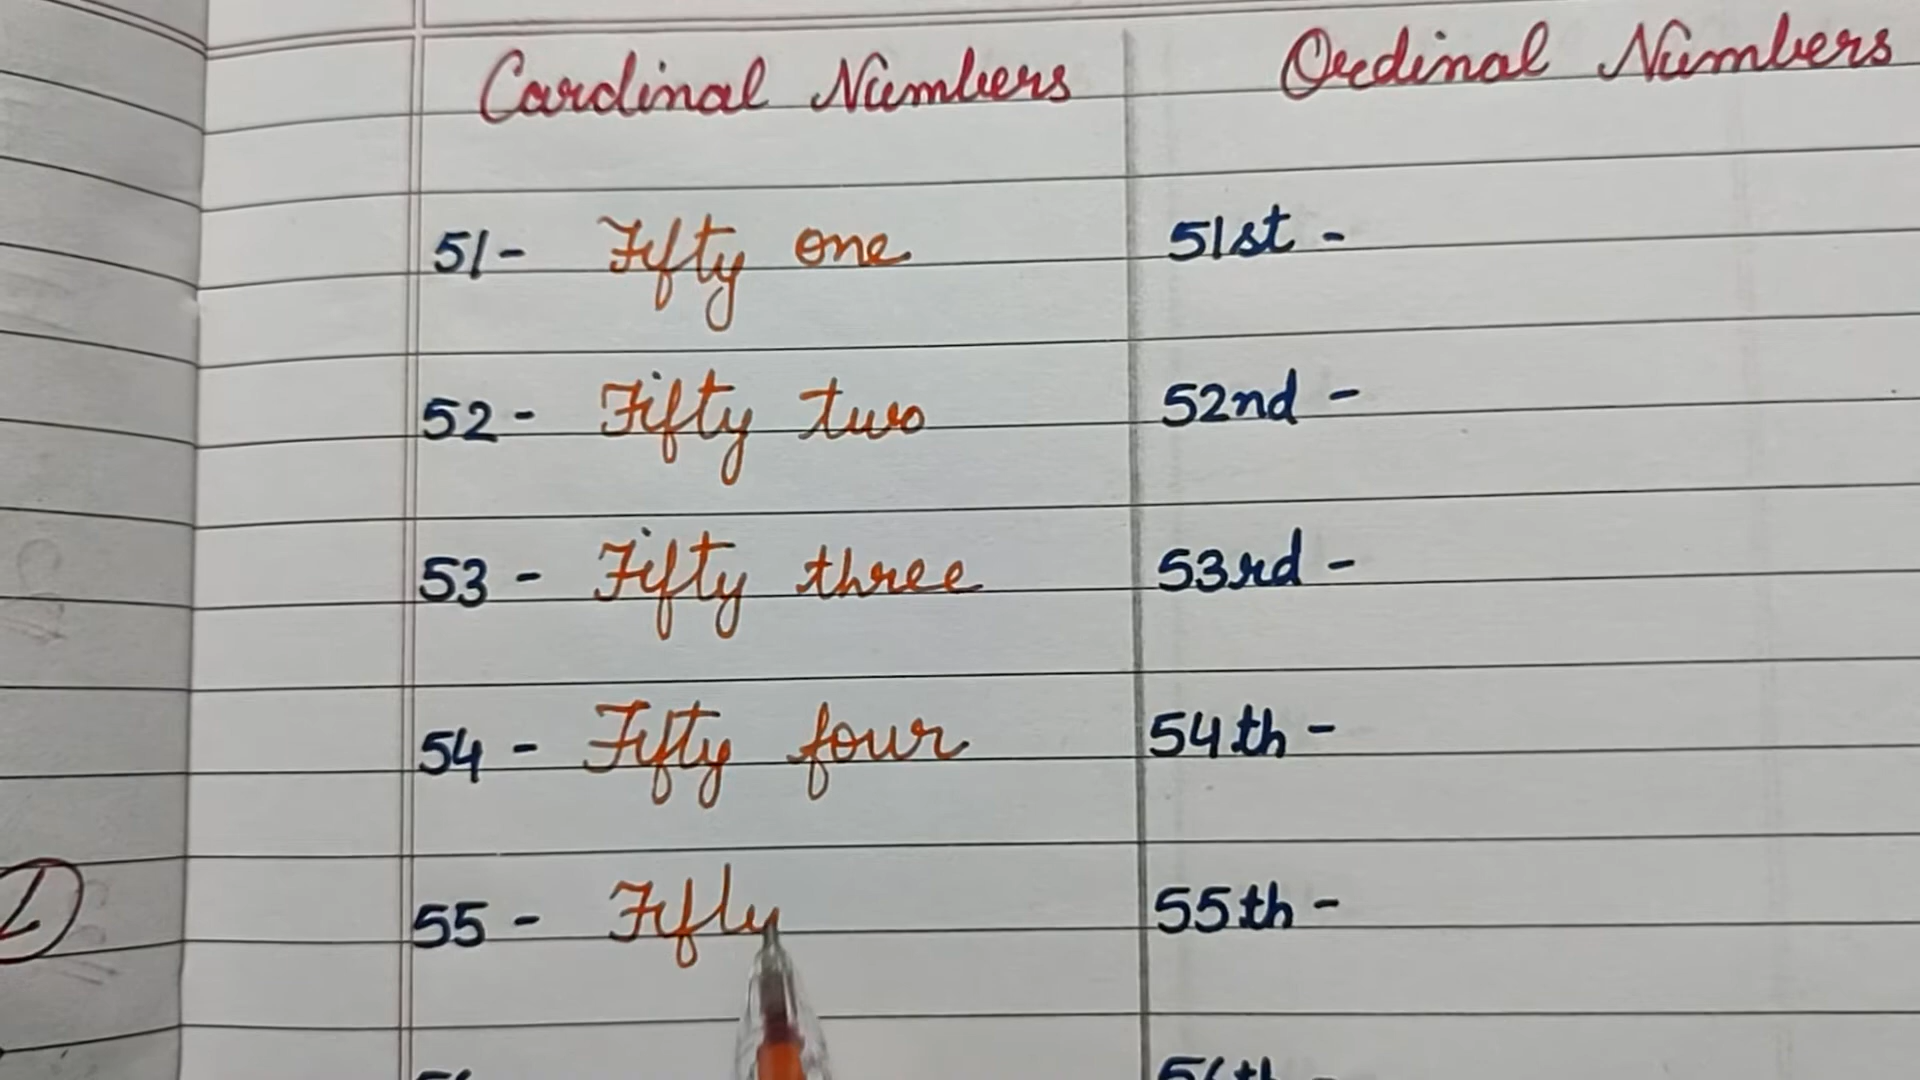 Cardinal Numbers Ordinal Numbers
51- Fifty one 51st -
52 - Fifty two 52nd -
53 - Fifty three 53rd -
54 - Fifty four 54th -
55 - Fifty 55th -
56th -